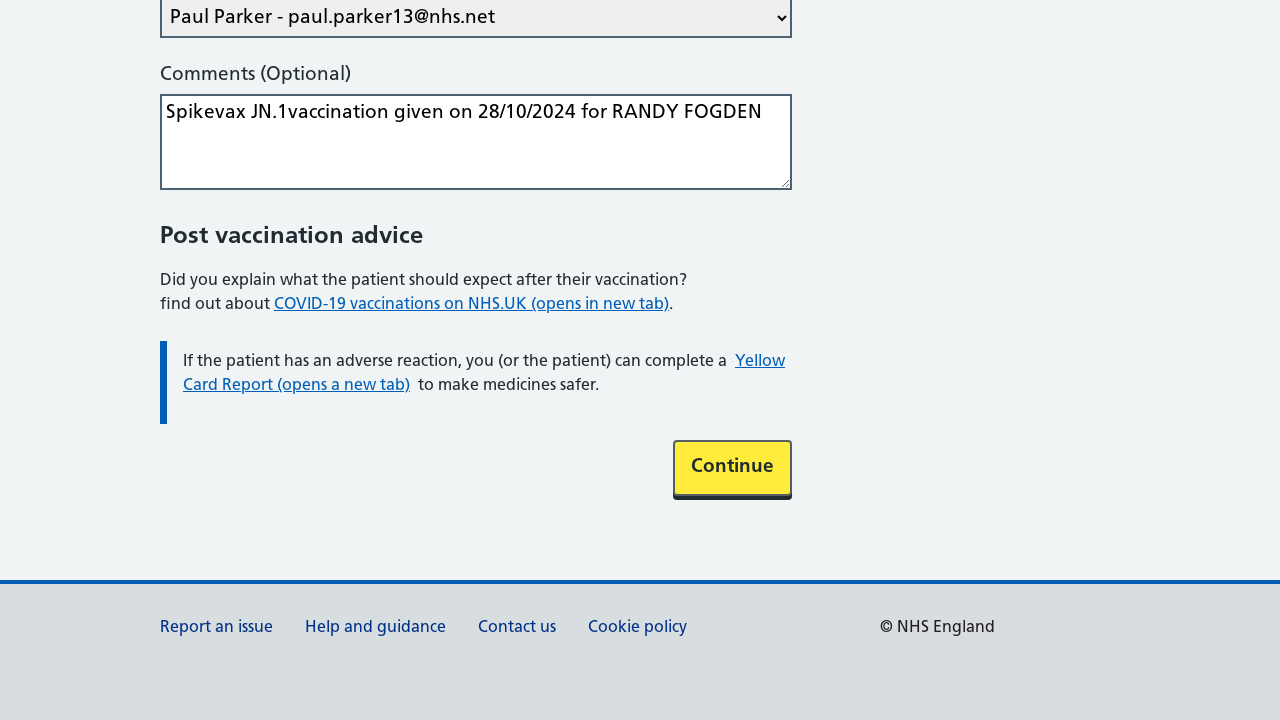 Paul Parker - paul.parker13@nhs.net
Comments (Optional)
Spikevax JN.1vaccination given on 28/10/2024 for RANDY FOGDEN
Post vaccination advice
Did you explain what the patient should expect after their vaccination?
find out about COVID-19 vaccinations on NHS.UK (opens in new tab).
If the patient has an adverse reaction, you (or the patient) can complete a Yellow
Card Report (opens a new tab) to make medicines safer.
Continue
Report an issue Help and guidance Contact us Cookie policy © NHS England